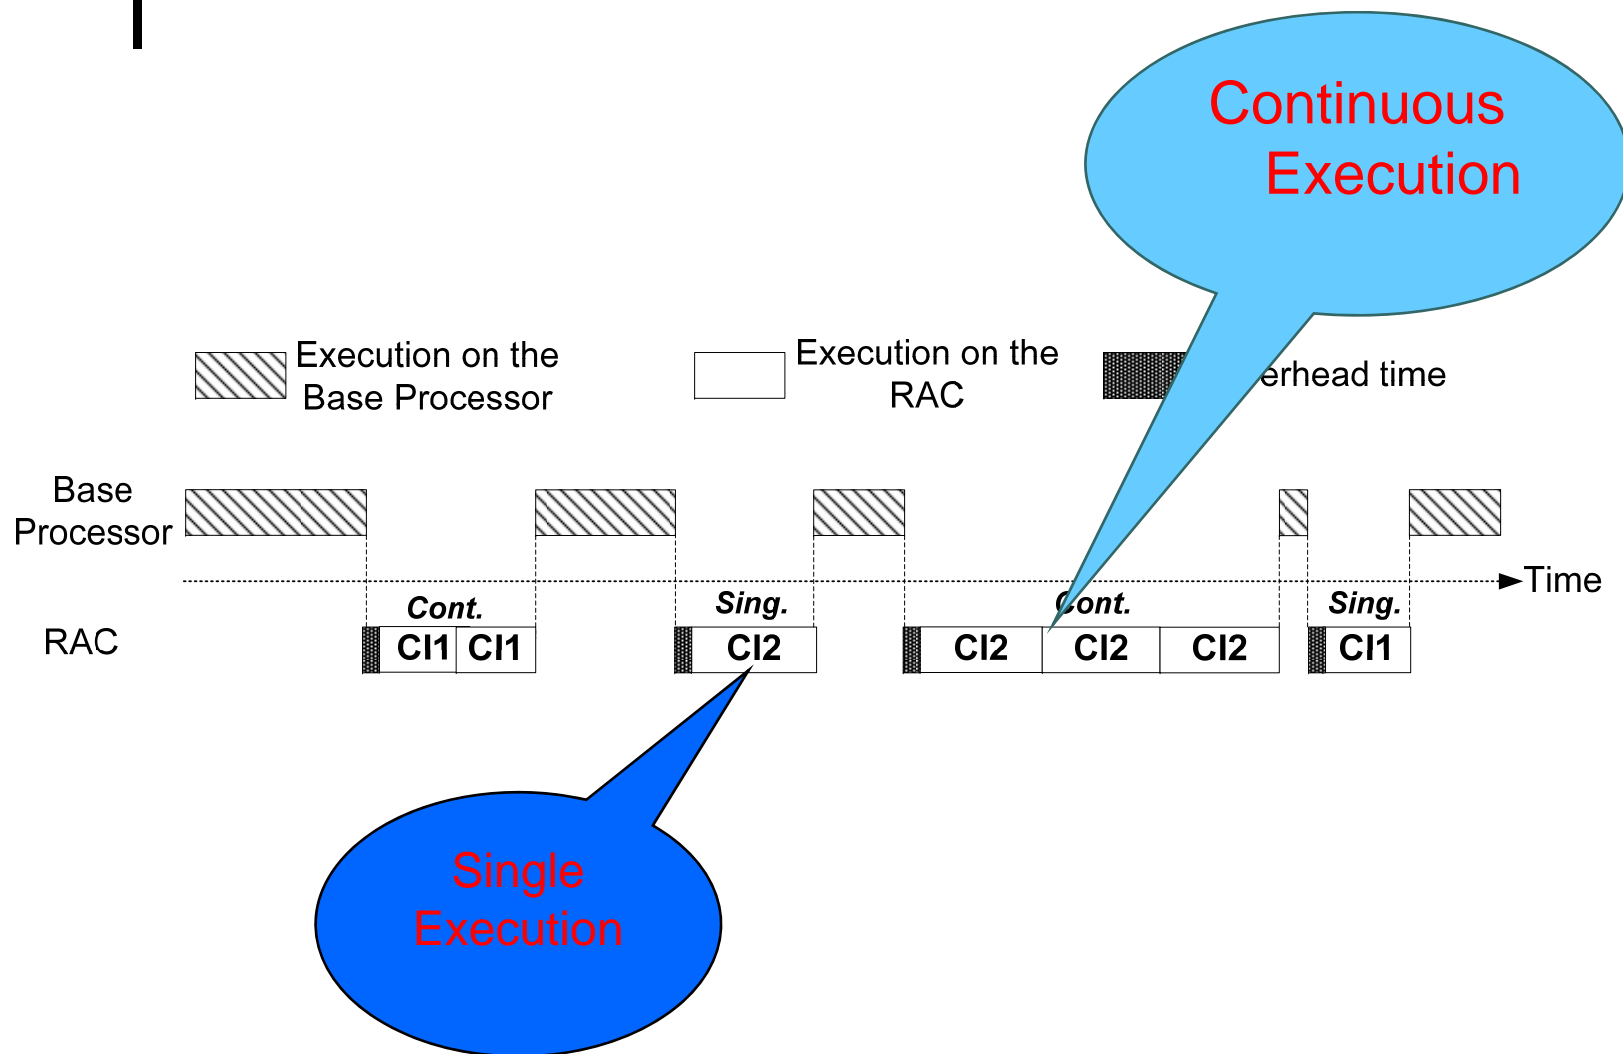 Continuous
Execution
Execution on the
Base Processor
Execution on the
RAC
erhead time
Base
Processor
Time
Cont.
Sing.
Cont.
Sing.
RAC
CI1
CI1
CI2
CI2
CI2
CI2
CI1
Single
Execution